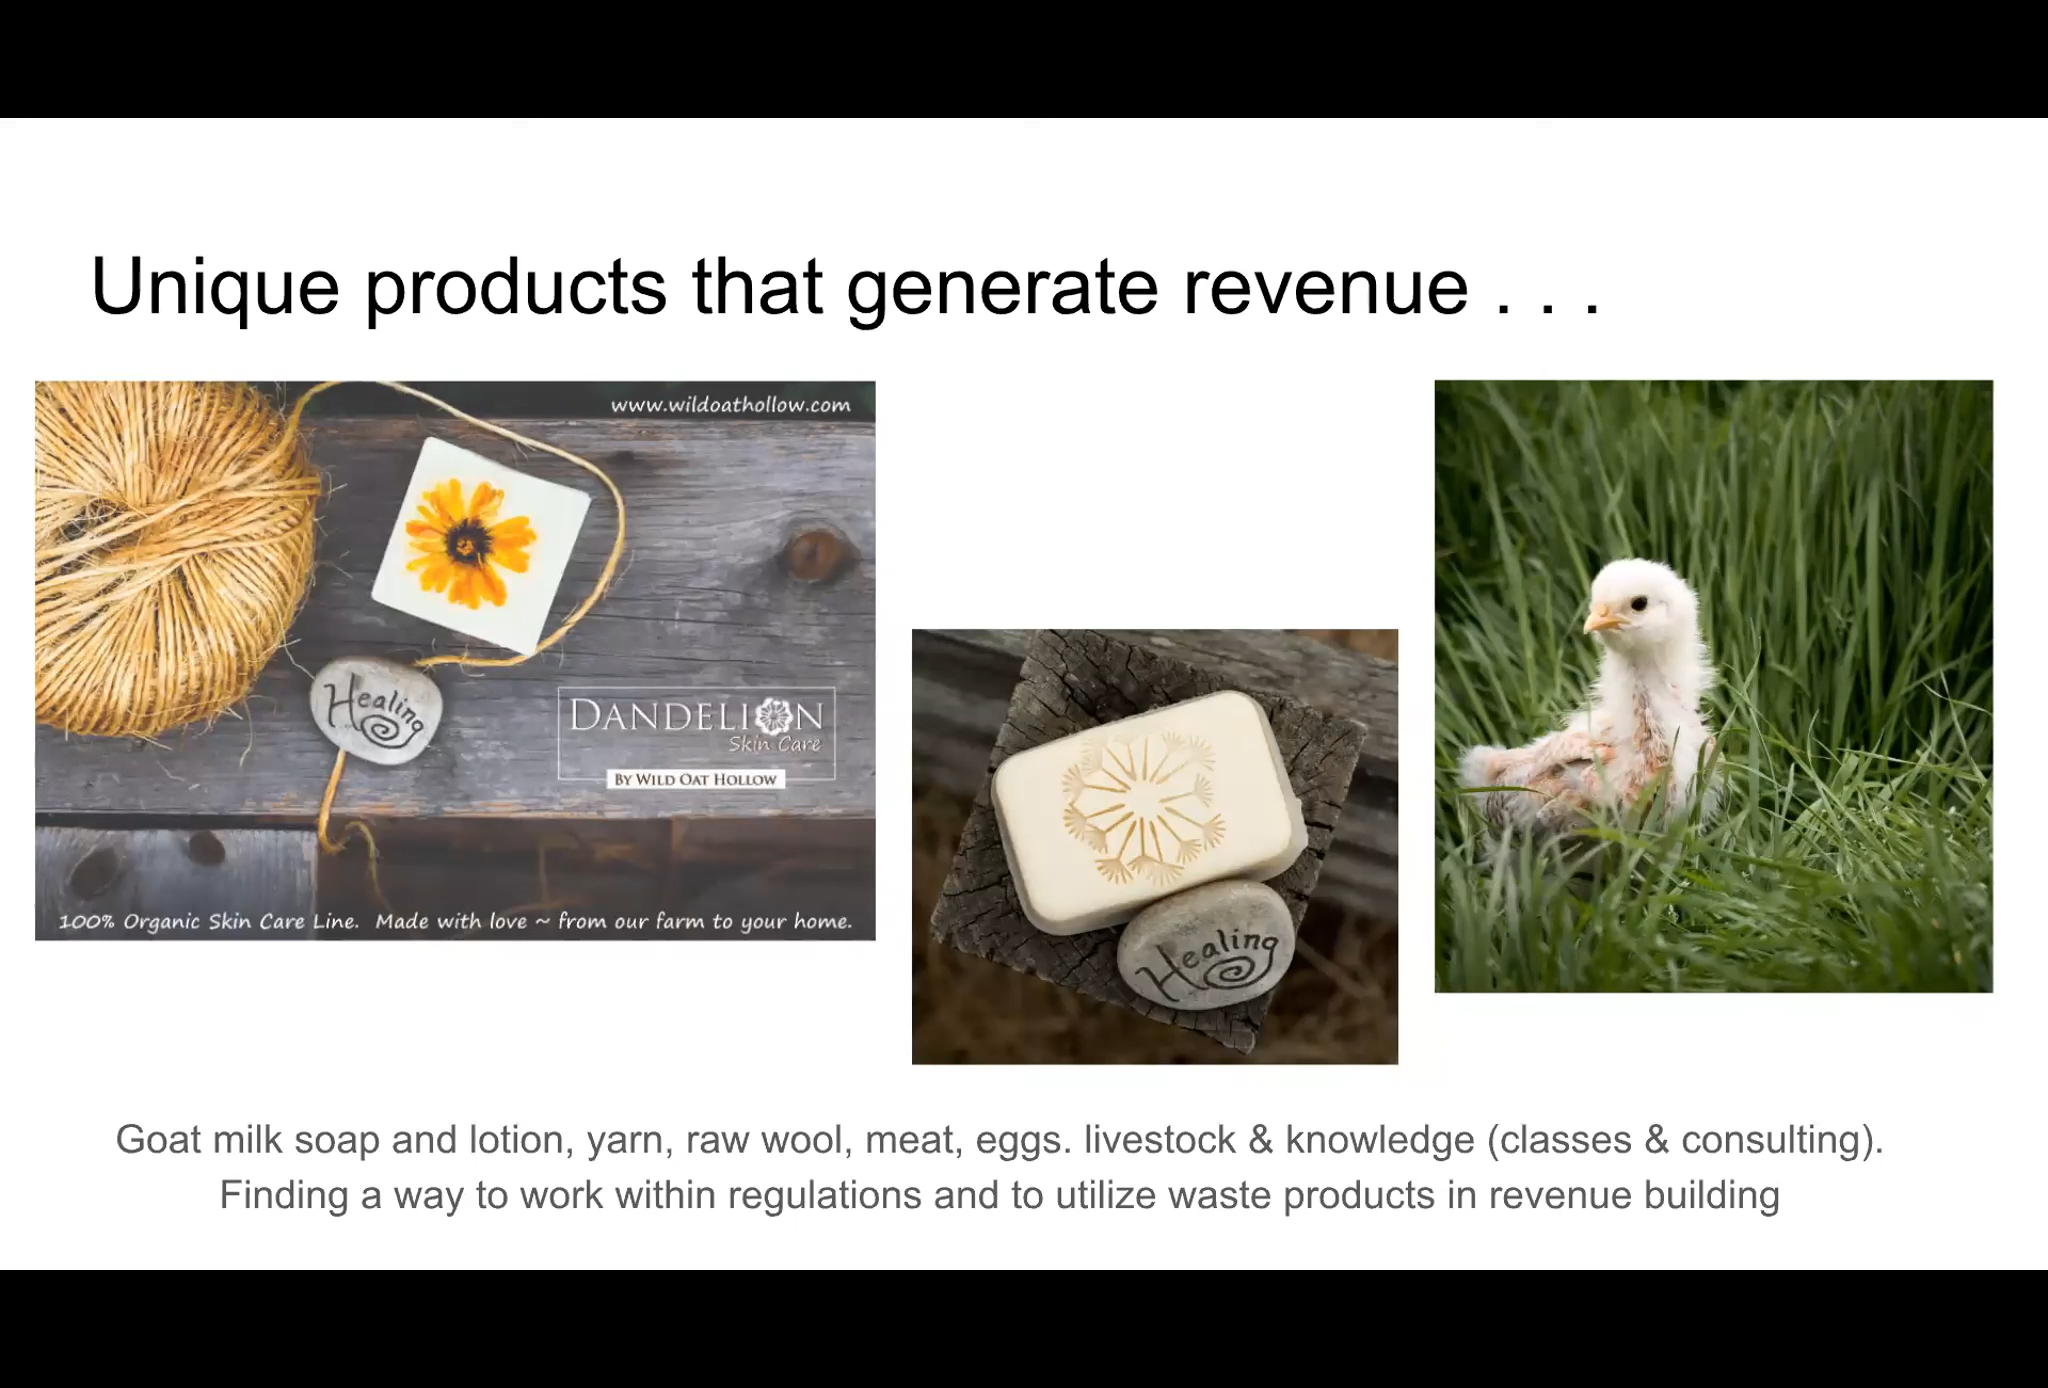 Unique products that generate revenue . . .
www.wildoathollow.com
Healing
DANDELION
Skin Care
BY WILD OAT HOLLOW
100% Organic Skin Care Line. Made with love ~ from our farm to your home.
Healing
Goat milk soap and lotion, yarn, raw wool, meat, eggs. livestock & knowledge (classes & consulting).
Finding a way to work within regulations and to utilize waste products in revenue building